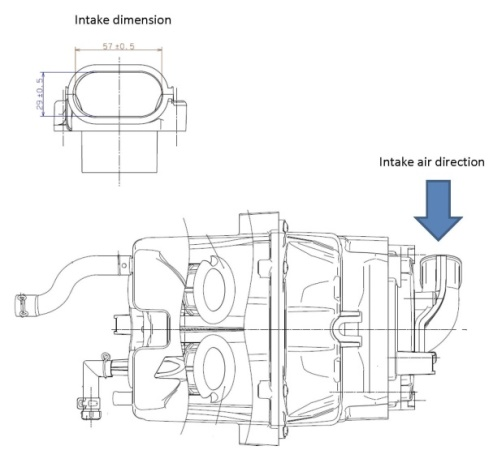 Intake dimension
57±0.5
29±0.5
Intake air direction